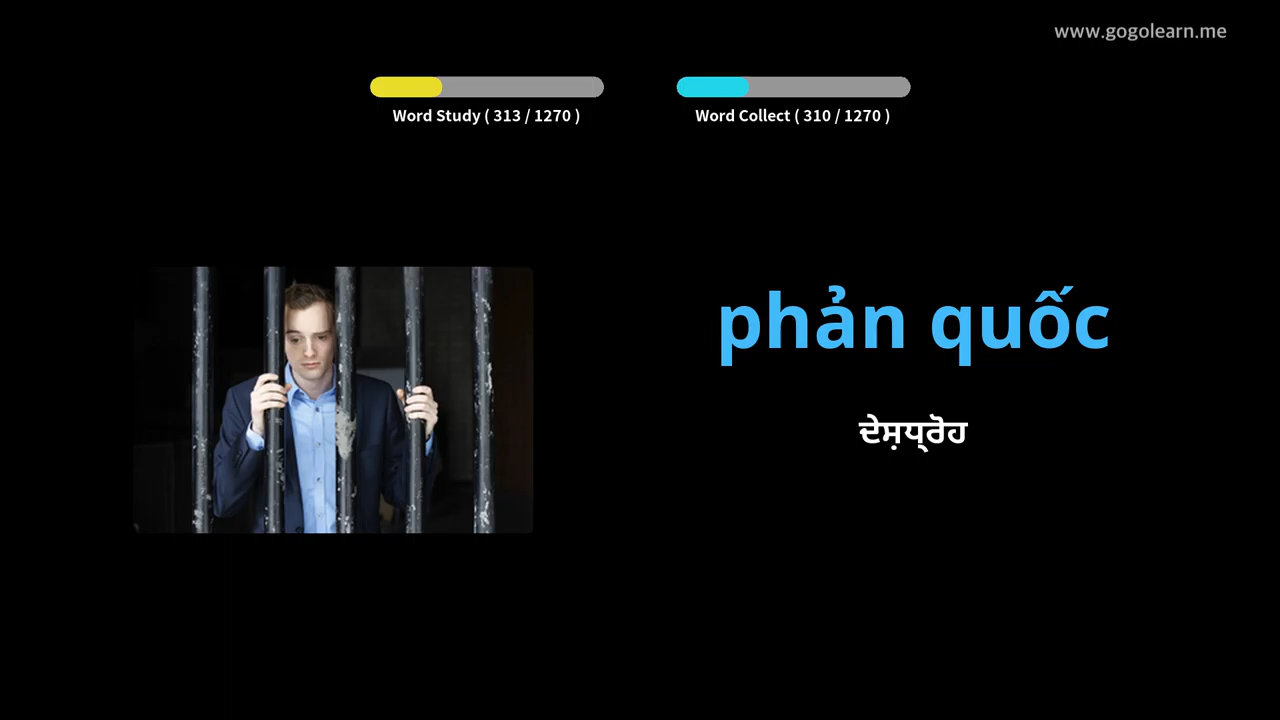 www.gogolearn.me
Word Study ( 313 / 1270 )
Word Collect ( 310 / 1270 )
phản quốc
ਦੇਸ਼ਧ੍ਰੋਹ